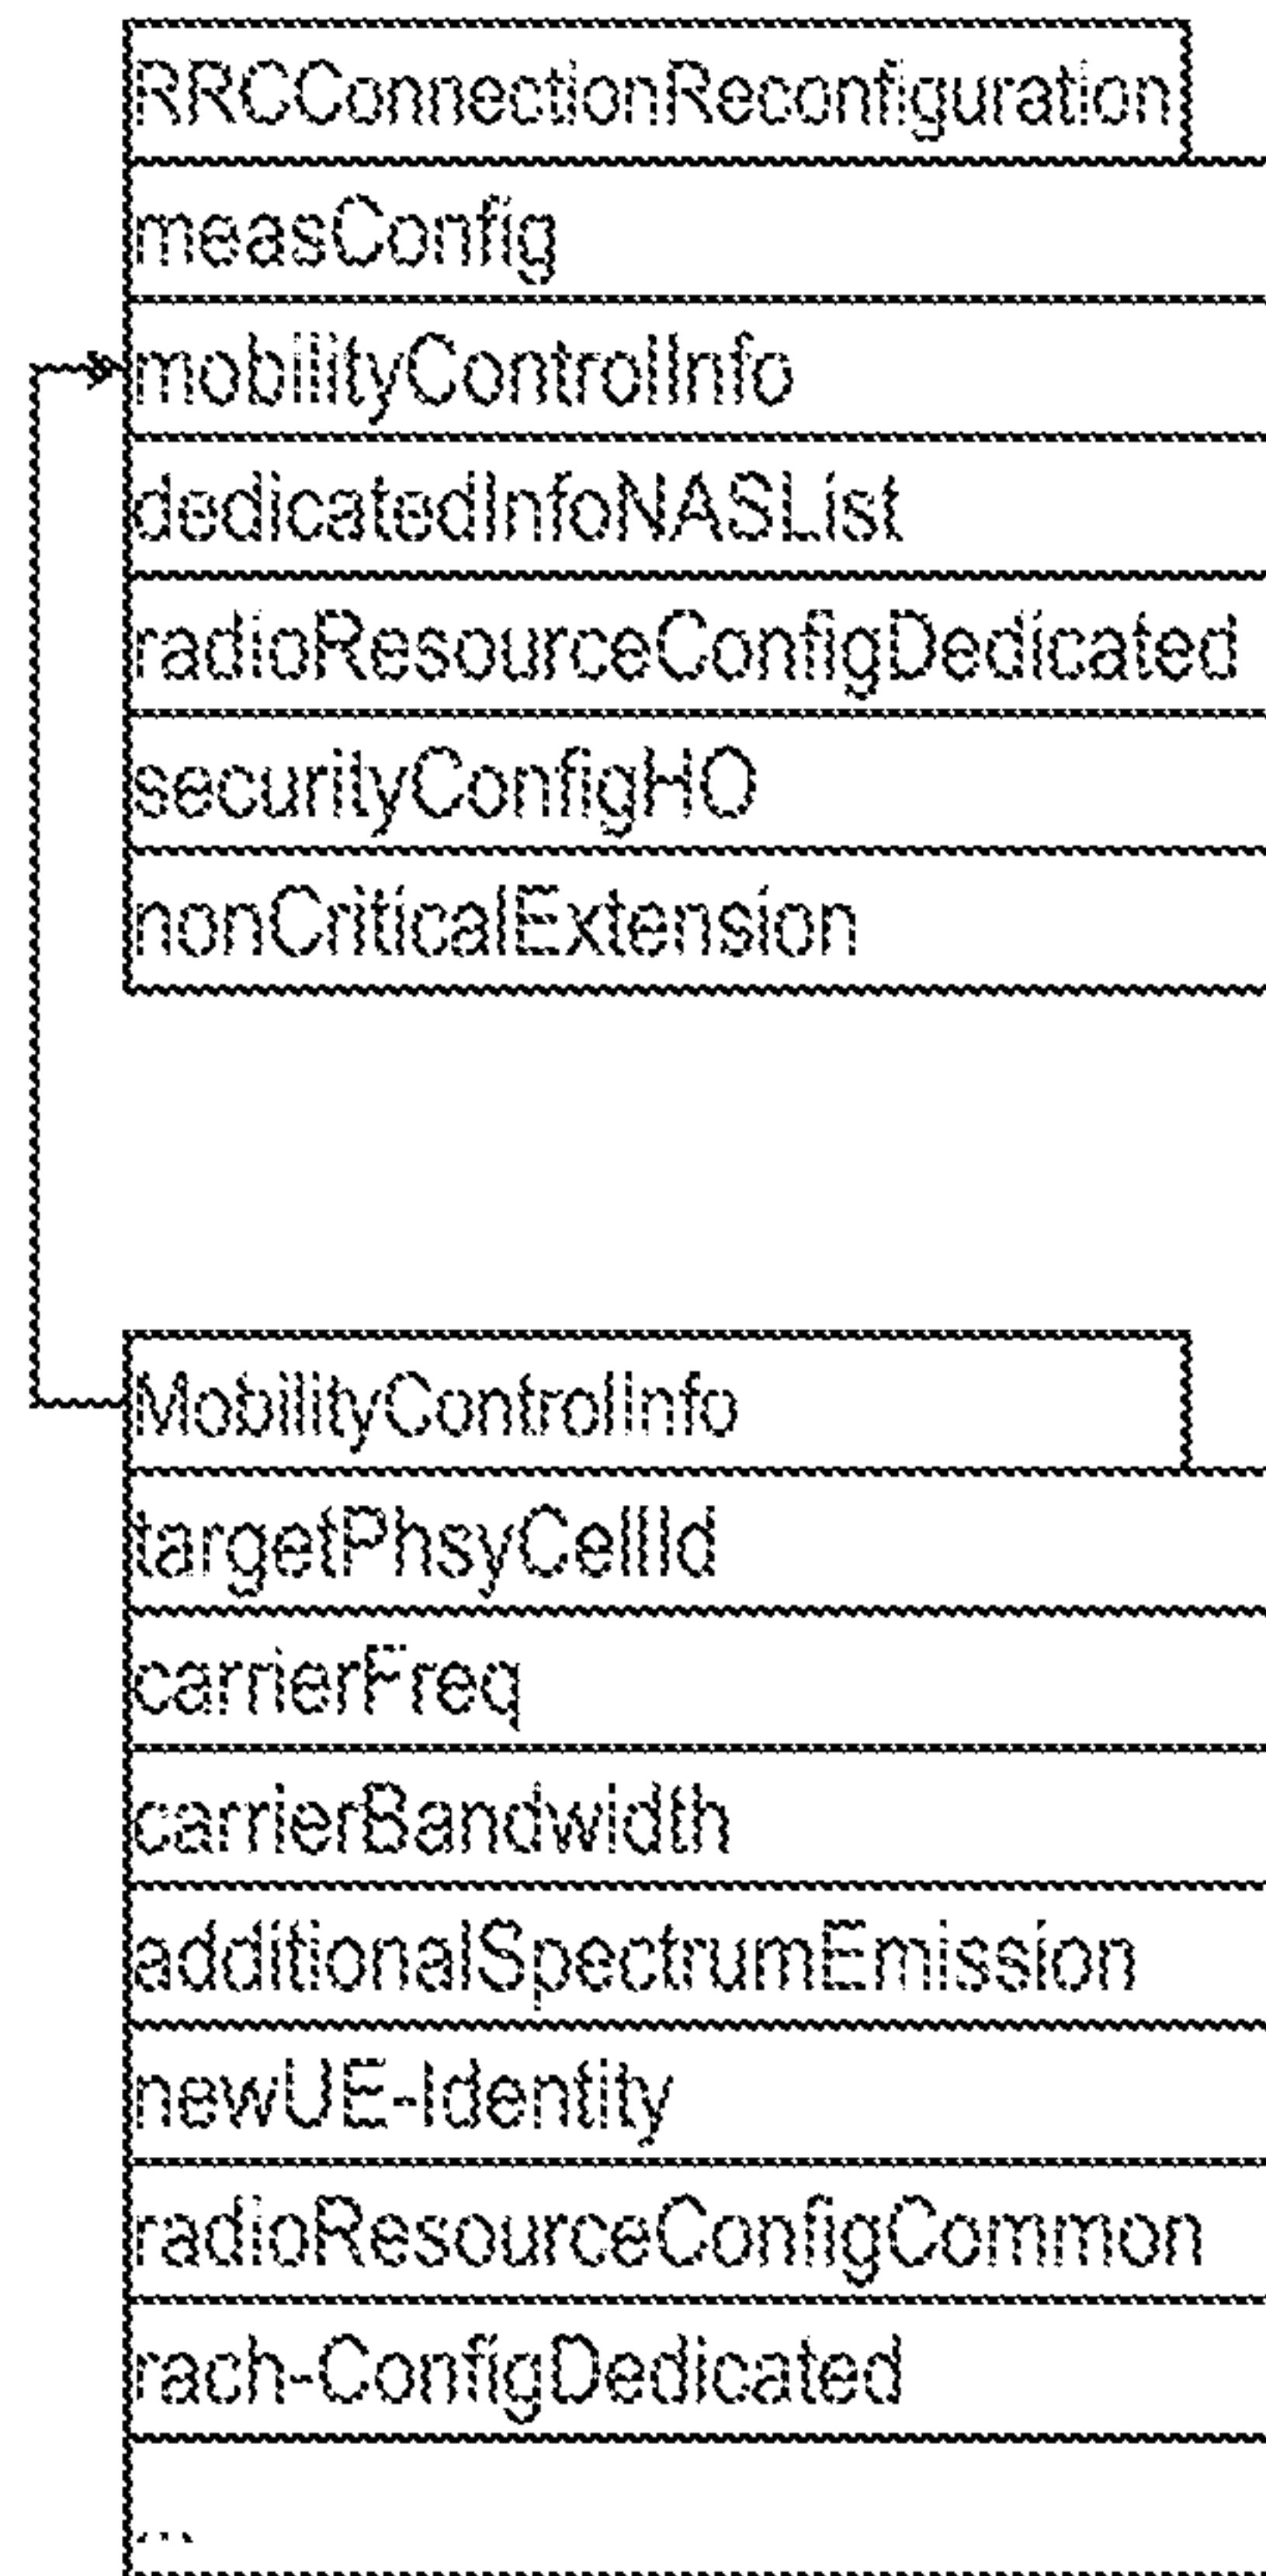 RRCConnectionReconfiguration
measConfig
mobilityControlInfo
dedicatedInfoNASList
radioResourceConfigDedicated
securityConfigHO
nonCriticalExtension
MobilityControlInfo
targetPhsyCellId
carrierFreq
carrierBandwidth
additionalSpectrumEmission
newUE-Identity
radioResourceConfigCommon
rach-ConfigDedicated
...